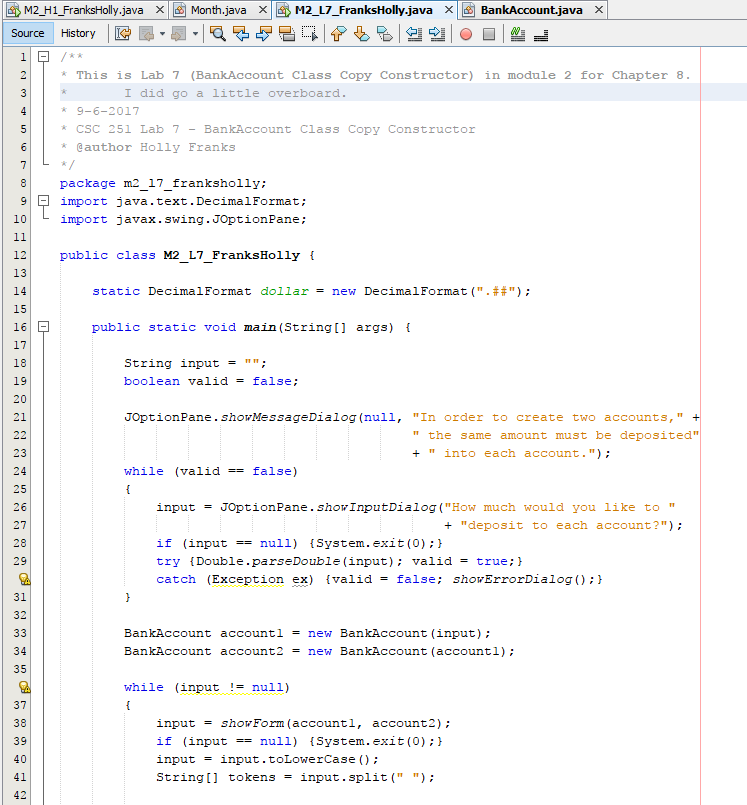 M2_H1_FranksHolly.java Month.java M2_L7_FranksHolly.java BankAccount.java
Source History
1 /**
2 * This is Lab 7 (BankAccount Class Copy Constructor) in module 2 for Chapter 8.
3 *       I did go a little overboard.
4 * 9-6-2017
5 * CSC 251 Lab 7 - BankAccount Class Copy Constructor
6 * @author Holly Franks
7 */
8 package m2_l7_franksholly;
9 import java.text.DecimalFormat;
10 import javax.swing.JOptionPane;
11
12 public class M2_L7_FranksHolly {
13
14     static DecimalFormat dollar = new DecimalFormat(".##");
15
16     public static void main(String[] args) {
17
18         String input = "";
19         boolean valid = false;
20
21         JOptionPane.showMessageDialog(null, "In order to create two accounts," +
22                                             " the same amount must be deposited"
23                                             + " into each account.");
24         while (valid == false)
25         {
26             input = JOptionPane.showInputDialog("How much would you like to "
27                                                 + "deposit to each account?");
28             if (input == null) {System.exit(0);}
29             try {Double.parseDouble(input); valid = true;}
            catch (Exception ex) {valid = false; showErrorDialog();}
31         }
32
33         BankAccount account1 = new BankAccount(input);
34         BankAccount account2 = new BankAccount(account1);
35
        while (input != null)
37         {
38             input = showForm(account1, account2);
39             if (input == null) {System.exit(0);}
40             input = input.toLowerCase();
41             String[] tokens = input.split(" ");
42